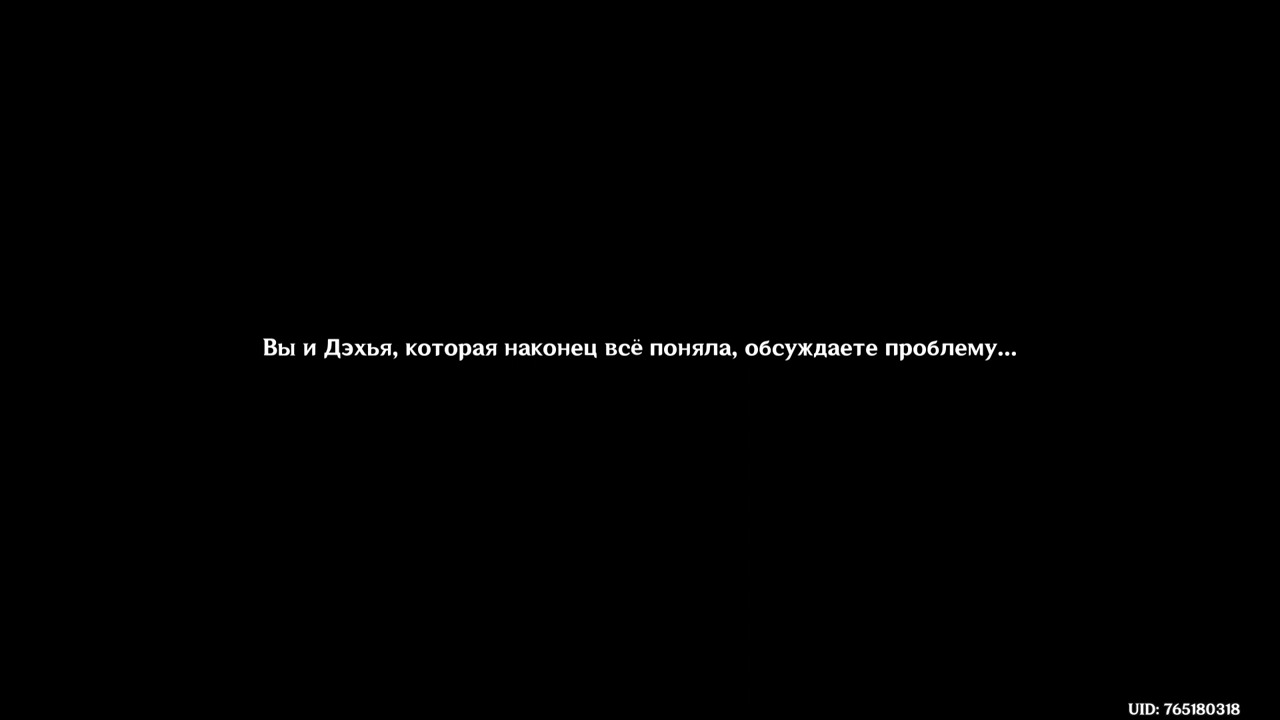 Вы и Дэхья, которая наконец всё поняла, обсуждаете проблему...
UID: 765180318